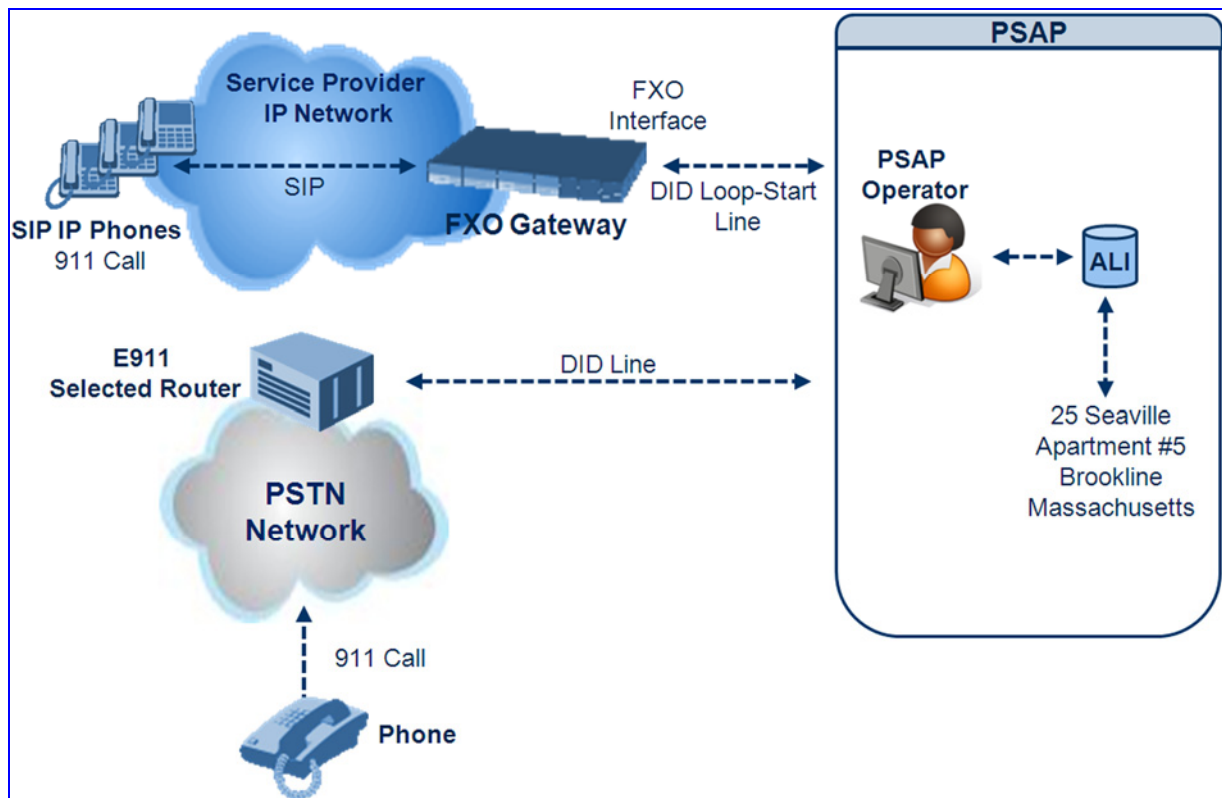 PSAP
Service Provider
IP Network
FXO
Interface
SIP
DID Loop-Start
Line
SIP IP Phones
911 Call
FXO Gateway
PSAP
Operator
ALI
E911
Selected Router
DID Line
25 Seaville
Apartment #5
Brookline
Massachusetts
PSTN
Network
911 Call
Phone